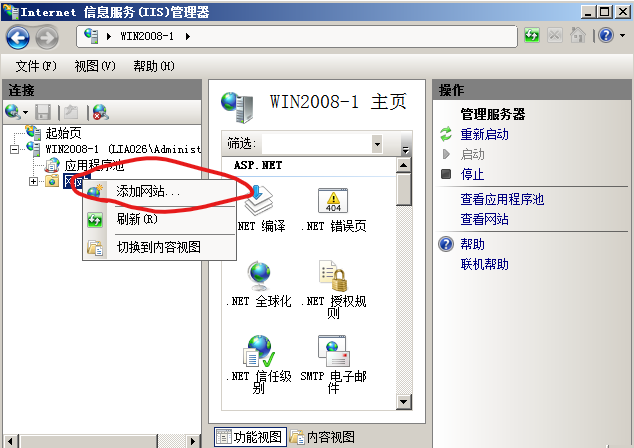 Internet 信息服务(IIS)管理器
WIN2008-1
文件(F) 视图(V) 帮助(H)
连接
起始页
WIN2008-1 (LIAO26\Administ
应用程序池
添加网站...
刷新(R)
切换到内容视图
WIN2008-1 主页
筛选:
ASP.NET
.NET 编译
404
.NET 错误页
.NET 全球化
.NET 授权规则
.NET 信任级别
SMTP 电子邮件
功能视图 内容视图
操作
管理服务器
重新启动
启动
停止
查看应用程序池
查看网站
帮助
联机帮助